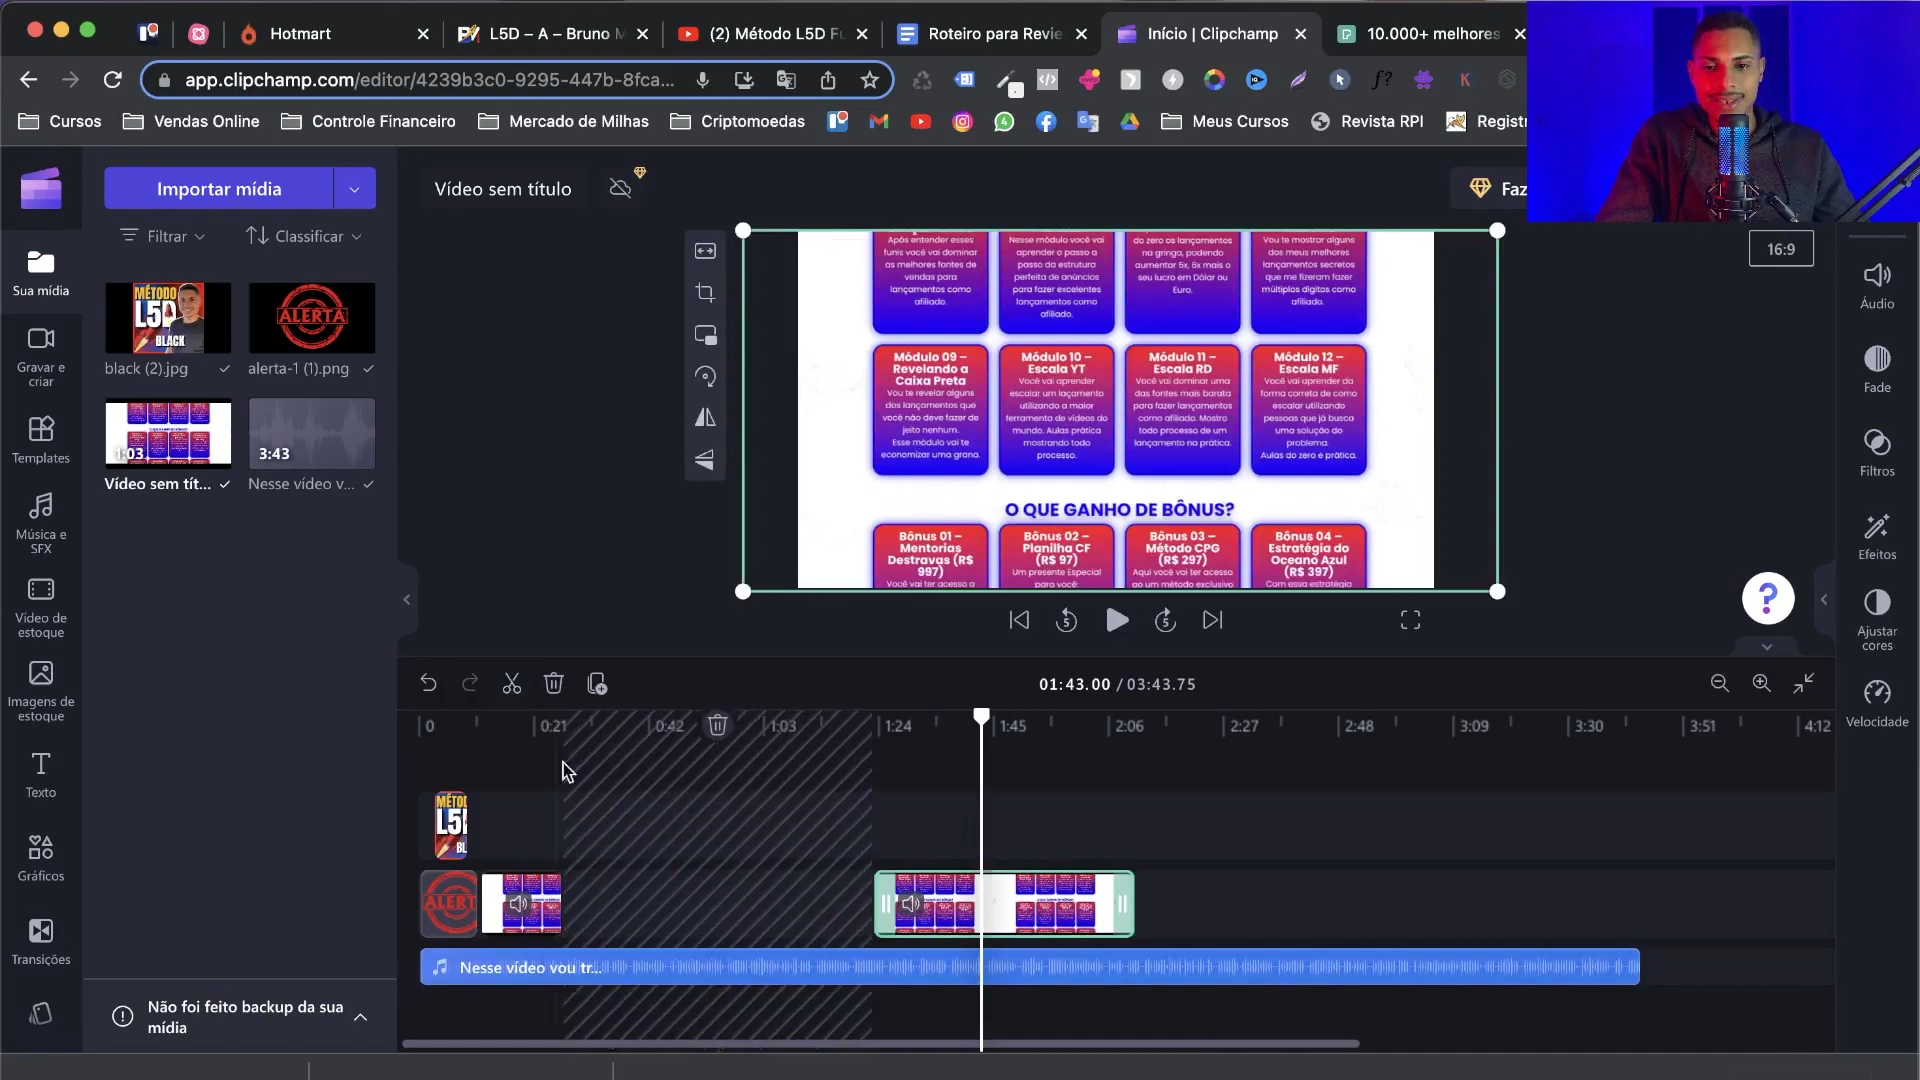 Hotmart
L5D – A – Bruno M
(2) Método L5D Fu
Roteiro para Revie
Início | Clipchamp
10.000+ melhores
app.clipchamp.com/editor/4239b3c0-9295-447b-8fca...
Cursos
Vendas Online
Controle Financeiro
Mercado de Milhas
Criptomoedas
Meus Cursos
Revista RPI
Registr
Importar mídia
Vídeo sem título
Faz
Filtrar
Classificar
16:9
Sua mídia
Gravar e criar
Templates
Música e SFX
Vídeo de estoque
Imagens de estoque
Texto
Gráficos
Transições
MÉTODO
L5D
BLACK
ALERTA
black (2).jpg
alerta-1 (1).png
1:03
3:43
Vídeo sem tít...
Nesse vídeo v...
Após entender esses
funis você vai dominar
as melhores fontes de
vendas para
lançamentos como
afiliado.
Nesse módulo você vai
aprender o passo a
passo da estrutura
perfeita de anúncios
para fazer excelentes
lançamentos como
afiliado.
do zero os lançamentos
na gringa, podendo
aumentar 5x, 6x mais o
seu lucro em Dólar ou
Euro.
Vou te mostrar alguns
dos meus melhores
lançamentos secretos
que me fizeram fazer
múltiplos dígitos como
afiliado.
Módulo 09 –
Revelando a
Caixa Preta
Vou te revelar alguns
dos lançamentos que
você não deve fazer de
jeito nenhum.
Esse módulo vai te
economizar uma grana.
Módulo 10 –
Escala YT
Você vai aprender
escalar um laçamento
utilizando a maior
ferramenta de vídeos do
mundo. Aulas prática
mostrando todo
processo.
Módulo 11 –
Escala RD
Você vai dominar uma
das fontes mais barata
para fazer lançamentos
como afiliado. Mostro
todo processo de um
lançamento na prática.
Módulo 12 –
Escala MF
Você vai aprender da
forma correta de como
escalar utilizando
pessoas que já busca
uma solução do
problema.
Aulas do zero e prática.
O QUE GANHO DE BÔNUS?
Bônus 01 –
Mentorias
Destravas (R$
997)
Você vai ter acesso a
Bônus 02 –
Planilha CF
(R$ 97)
Um presente Especial
para você
Bônus 03 –
Método CPG
(R$ 297)
Aqui você vai ter acesso
ao um método exclusivo
Bônus 04 –
Estratégia do
Oceano Azul
(R$ 397)
Com essa estratégia
Áudio
Fade
Filtros
Efeitos
Ajustar cores
Velocidade
?
5
5
01:43.00 / 03:43.75
0
0:21
0:42
1:03
1:24
1:45
2:06
2:27
2:48
3:09
3:30
3:51
4:12
MÉTOD
L5
BL
ALERT
Nesse vídeo vou tr...
Não foi feito backup da sua
mídia